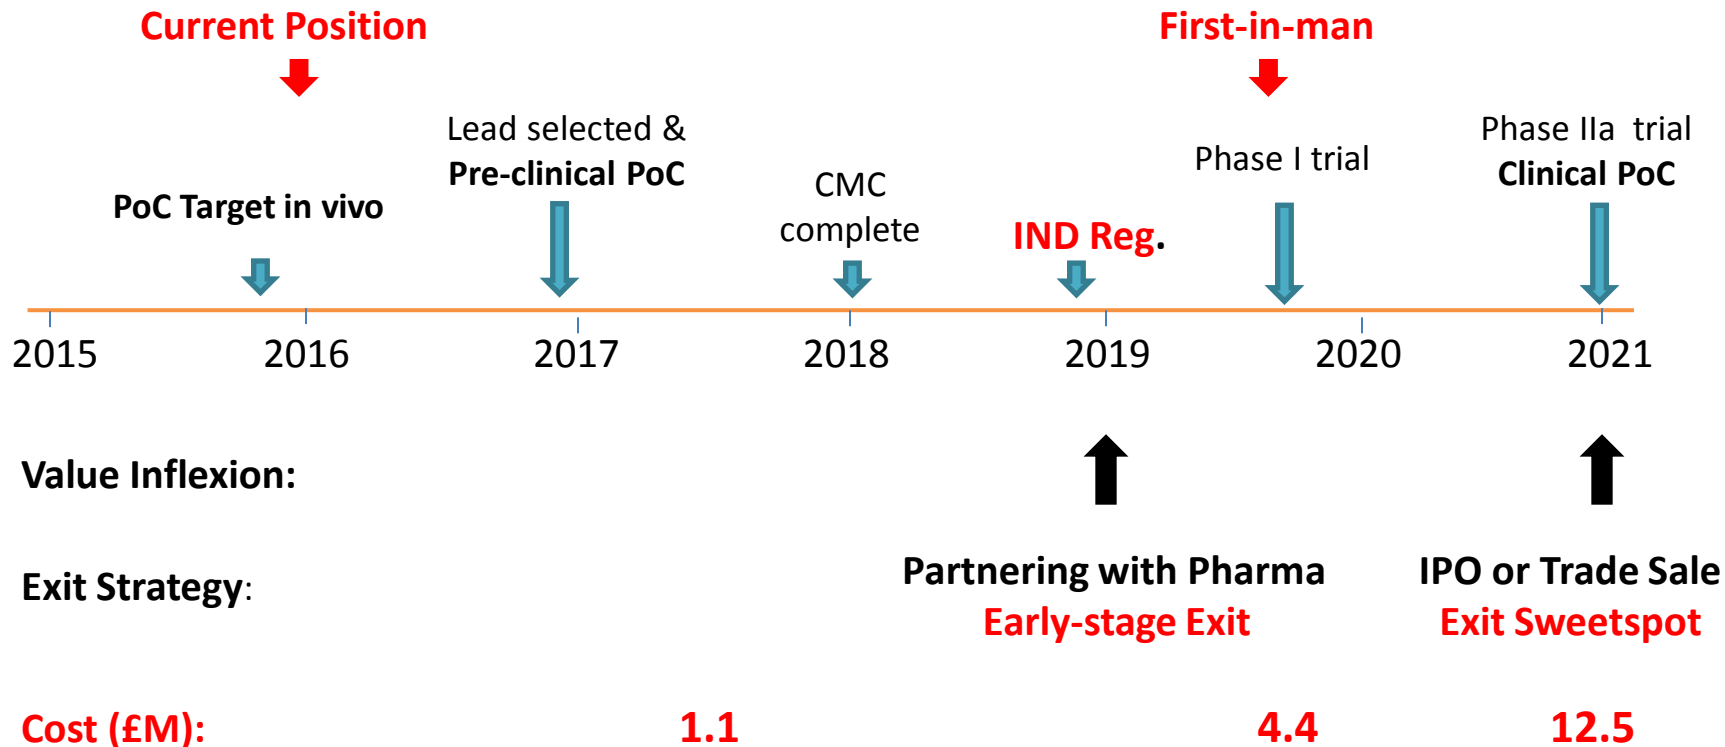 Current Position
First-in-man
Lead selected &
Pre-clinical PoC
Phase IIa trial
Clinical PoC
Phase I trial
PoC Target in vivo
CMC
complete
IND Reg.
2015 2016 2017 2018 2019 2020 2021
Value Inflexion:
Exit Strategy:
Partnering with Pharma
Early-stage Exit
IPO or Trade Sale
Exit Sweetspot
Cost (£M): 1.1 4.4 12.5